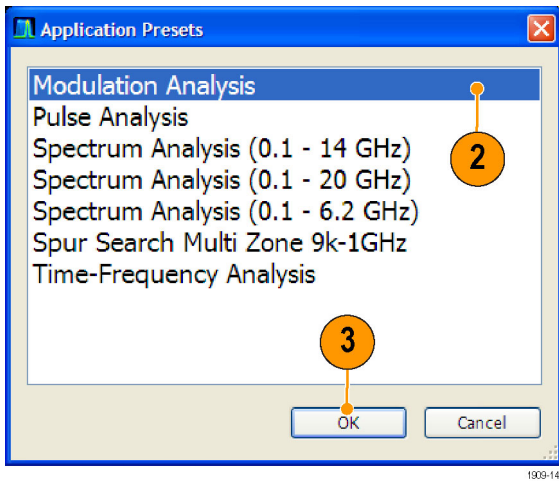 Application Presets
Modulation Analysis
2
Pulse Analysis
Spectrum Analysis (0.1 - 14 GHz)
Spectrum Analysis (0.1 - 20 GHz)
Spectrum Analysis (0.1 - 6.2 GHz)
Spur Search Multi Zone 9k-1GHz
Time-Frequency Analysis
3
OK Cancel
1909-14